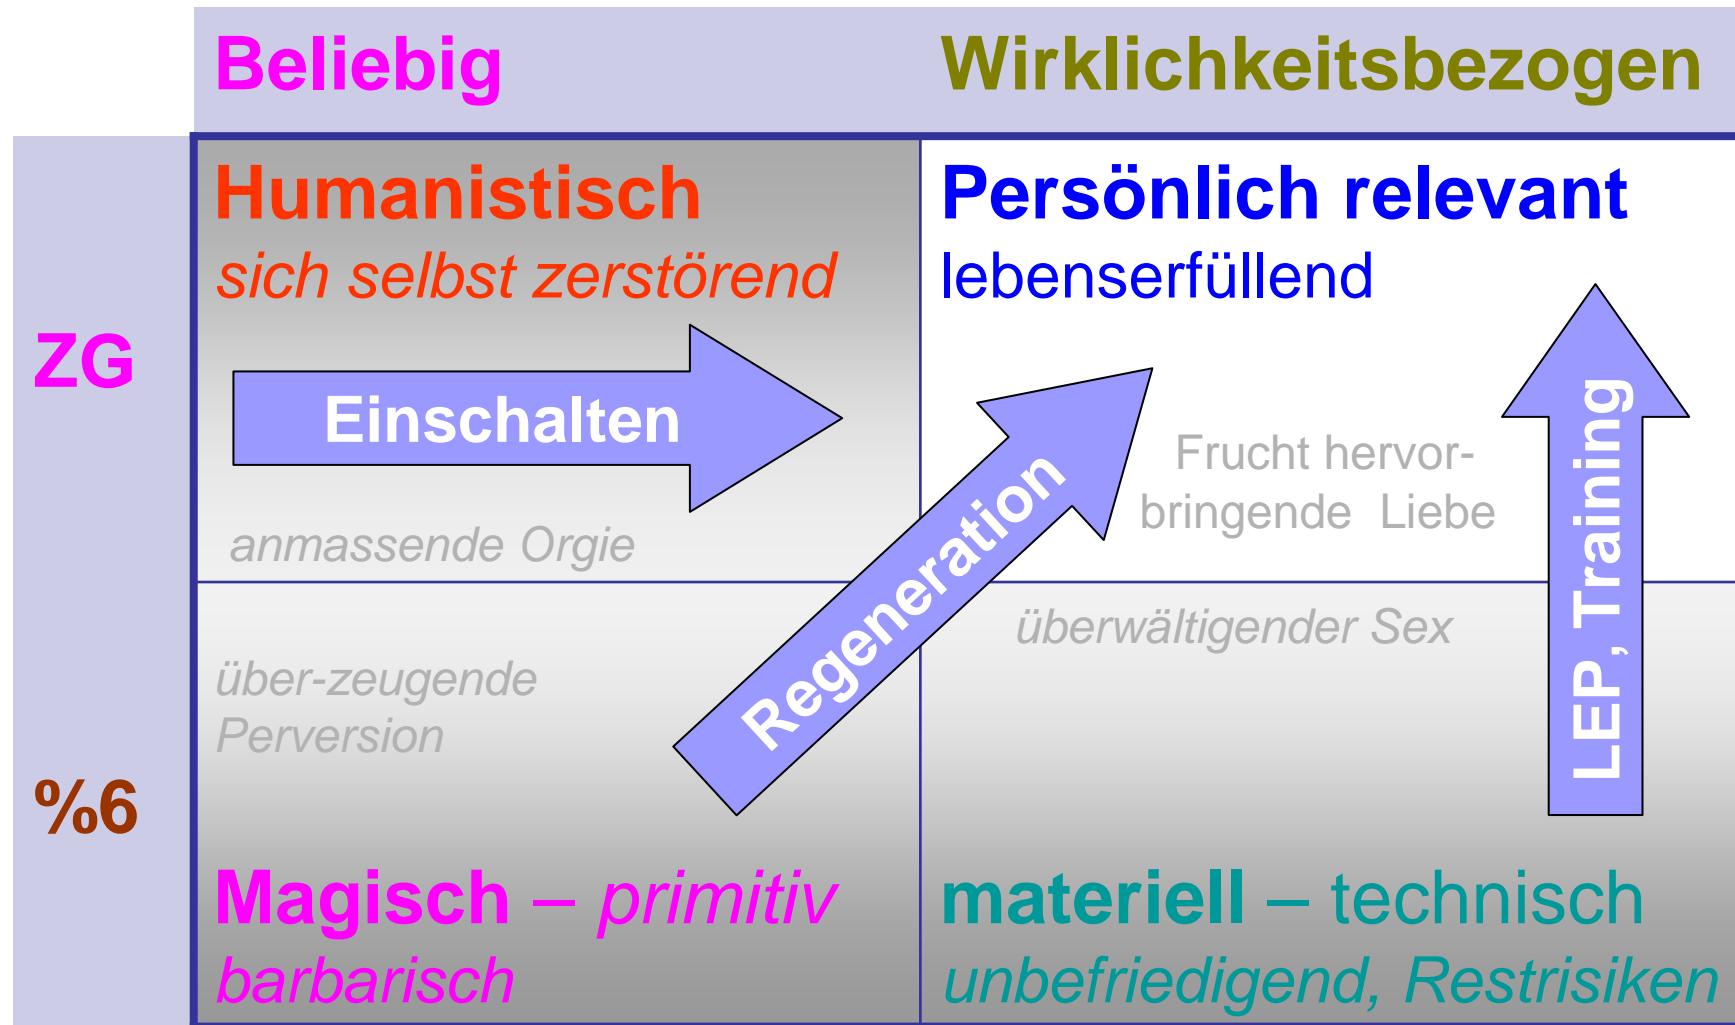 Beliebig
Wirklichkeitsbezogen
ZG
Humanistisch
sich selbst zerstörend
Einschalten
anmassende Orgie
Persönlich relevant
lebenserfüllend
Frucht hervor-
bringende Liebe
Regeneration
LEP, Training
%6
über-zeugende
Perversion
Magisch – primitiv
barbarisch
überwältigender Sex
materiell – technisch
unbefriedigend, Restrisiken